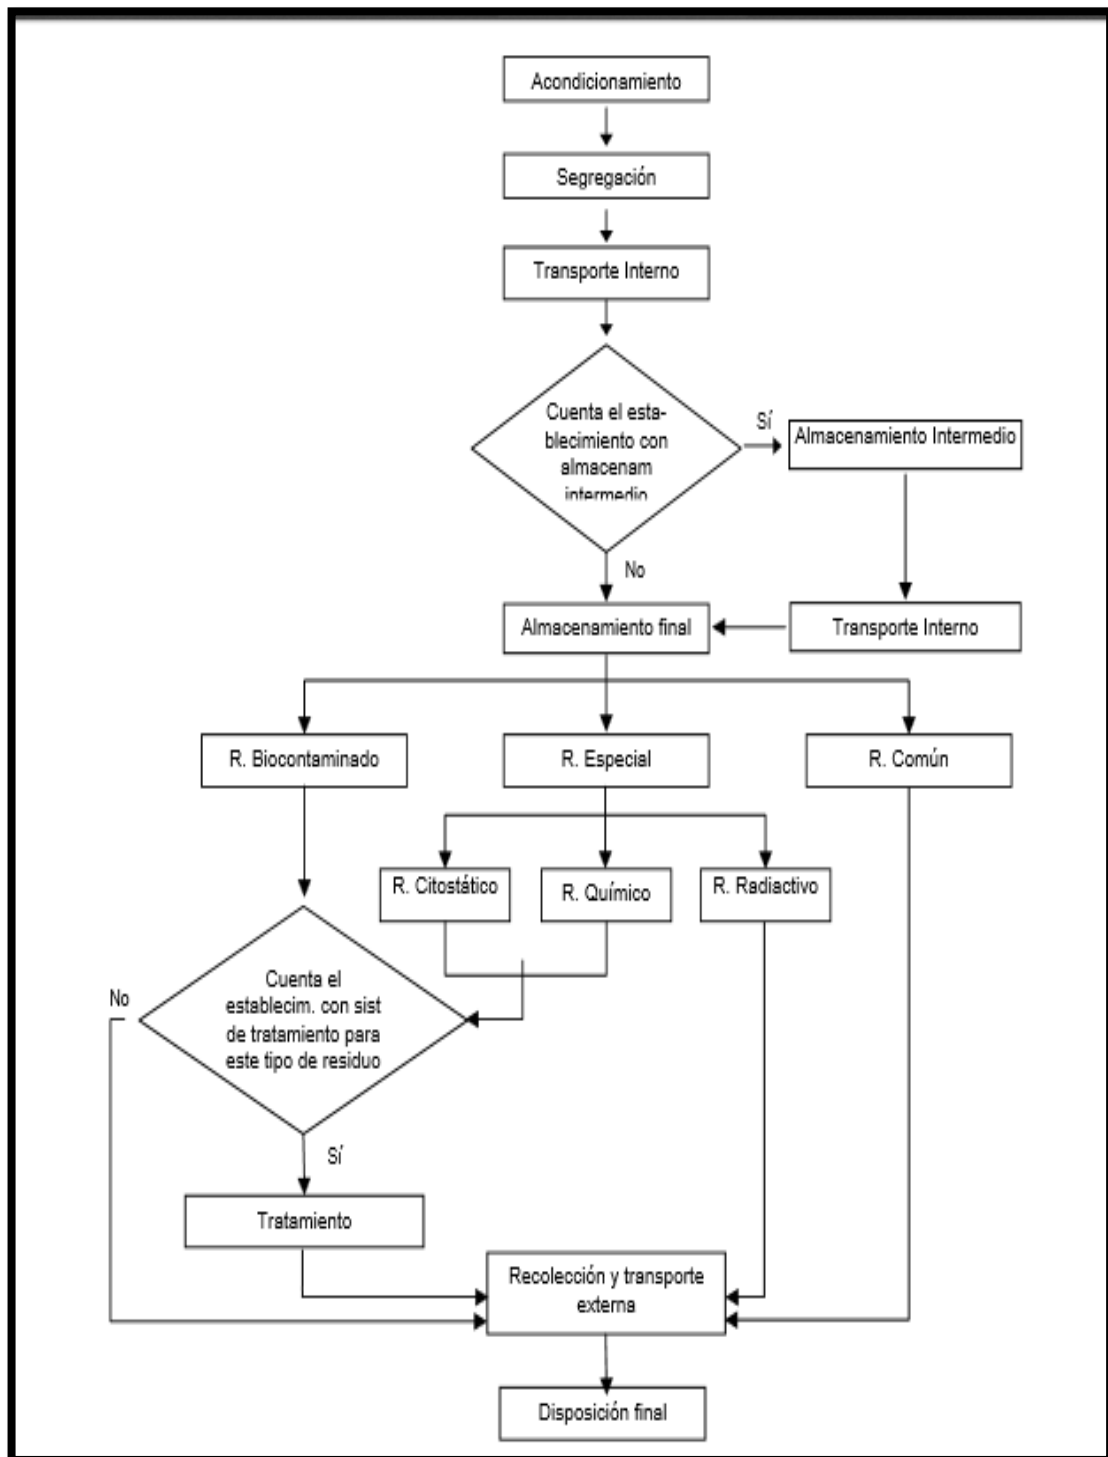 Acondicionamiento
Segregación
Transporte Interno
Cuenta el esta-
blecimiento con
almacenam
intermedio
Sí
Almacenamiento Intermedio
No
Almacenamiento final
Transporte Interno
R. Biocontaminado
R. Especial
R. Común
R. Citostático
R. Químico
R. Radiactivo
No
Cuenta el
establecim. con sist
de tratamiento para
este tipo de residuo
Sí
Tratamiento
Recolección y transporte
externa
Disposición final